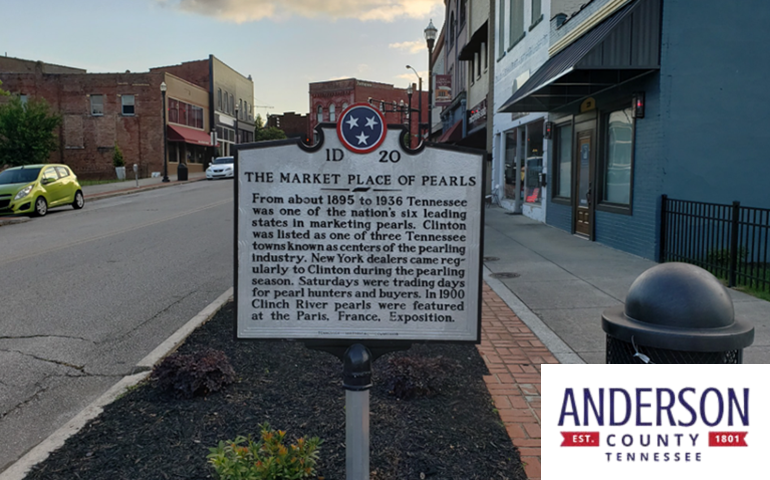 1D 20
THE MARKET PLACE OF PEARLS
From about 1895 to 1936 Tennessee
was one of the nation's six leading
states in marketing pearls. Clinton
was listed as one of three Tennessee
towns known as centers of the pearling
industry. New York dealers came reg-
ularly to Clinton during the pearling
season. Saturdays were trading days
for pearl hunters and buyers. In 1900
Clinch River pearls were featured
at the Paris, France, Exposition.
ANDERSON
EST. COUNTY 1801
TENNESSEE